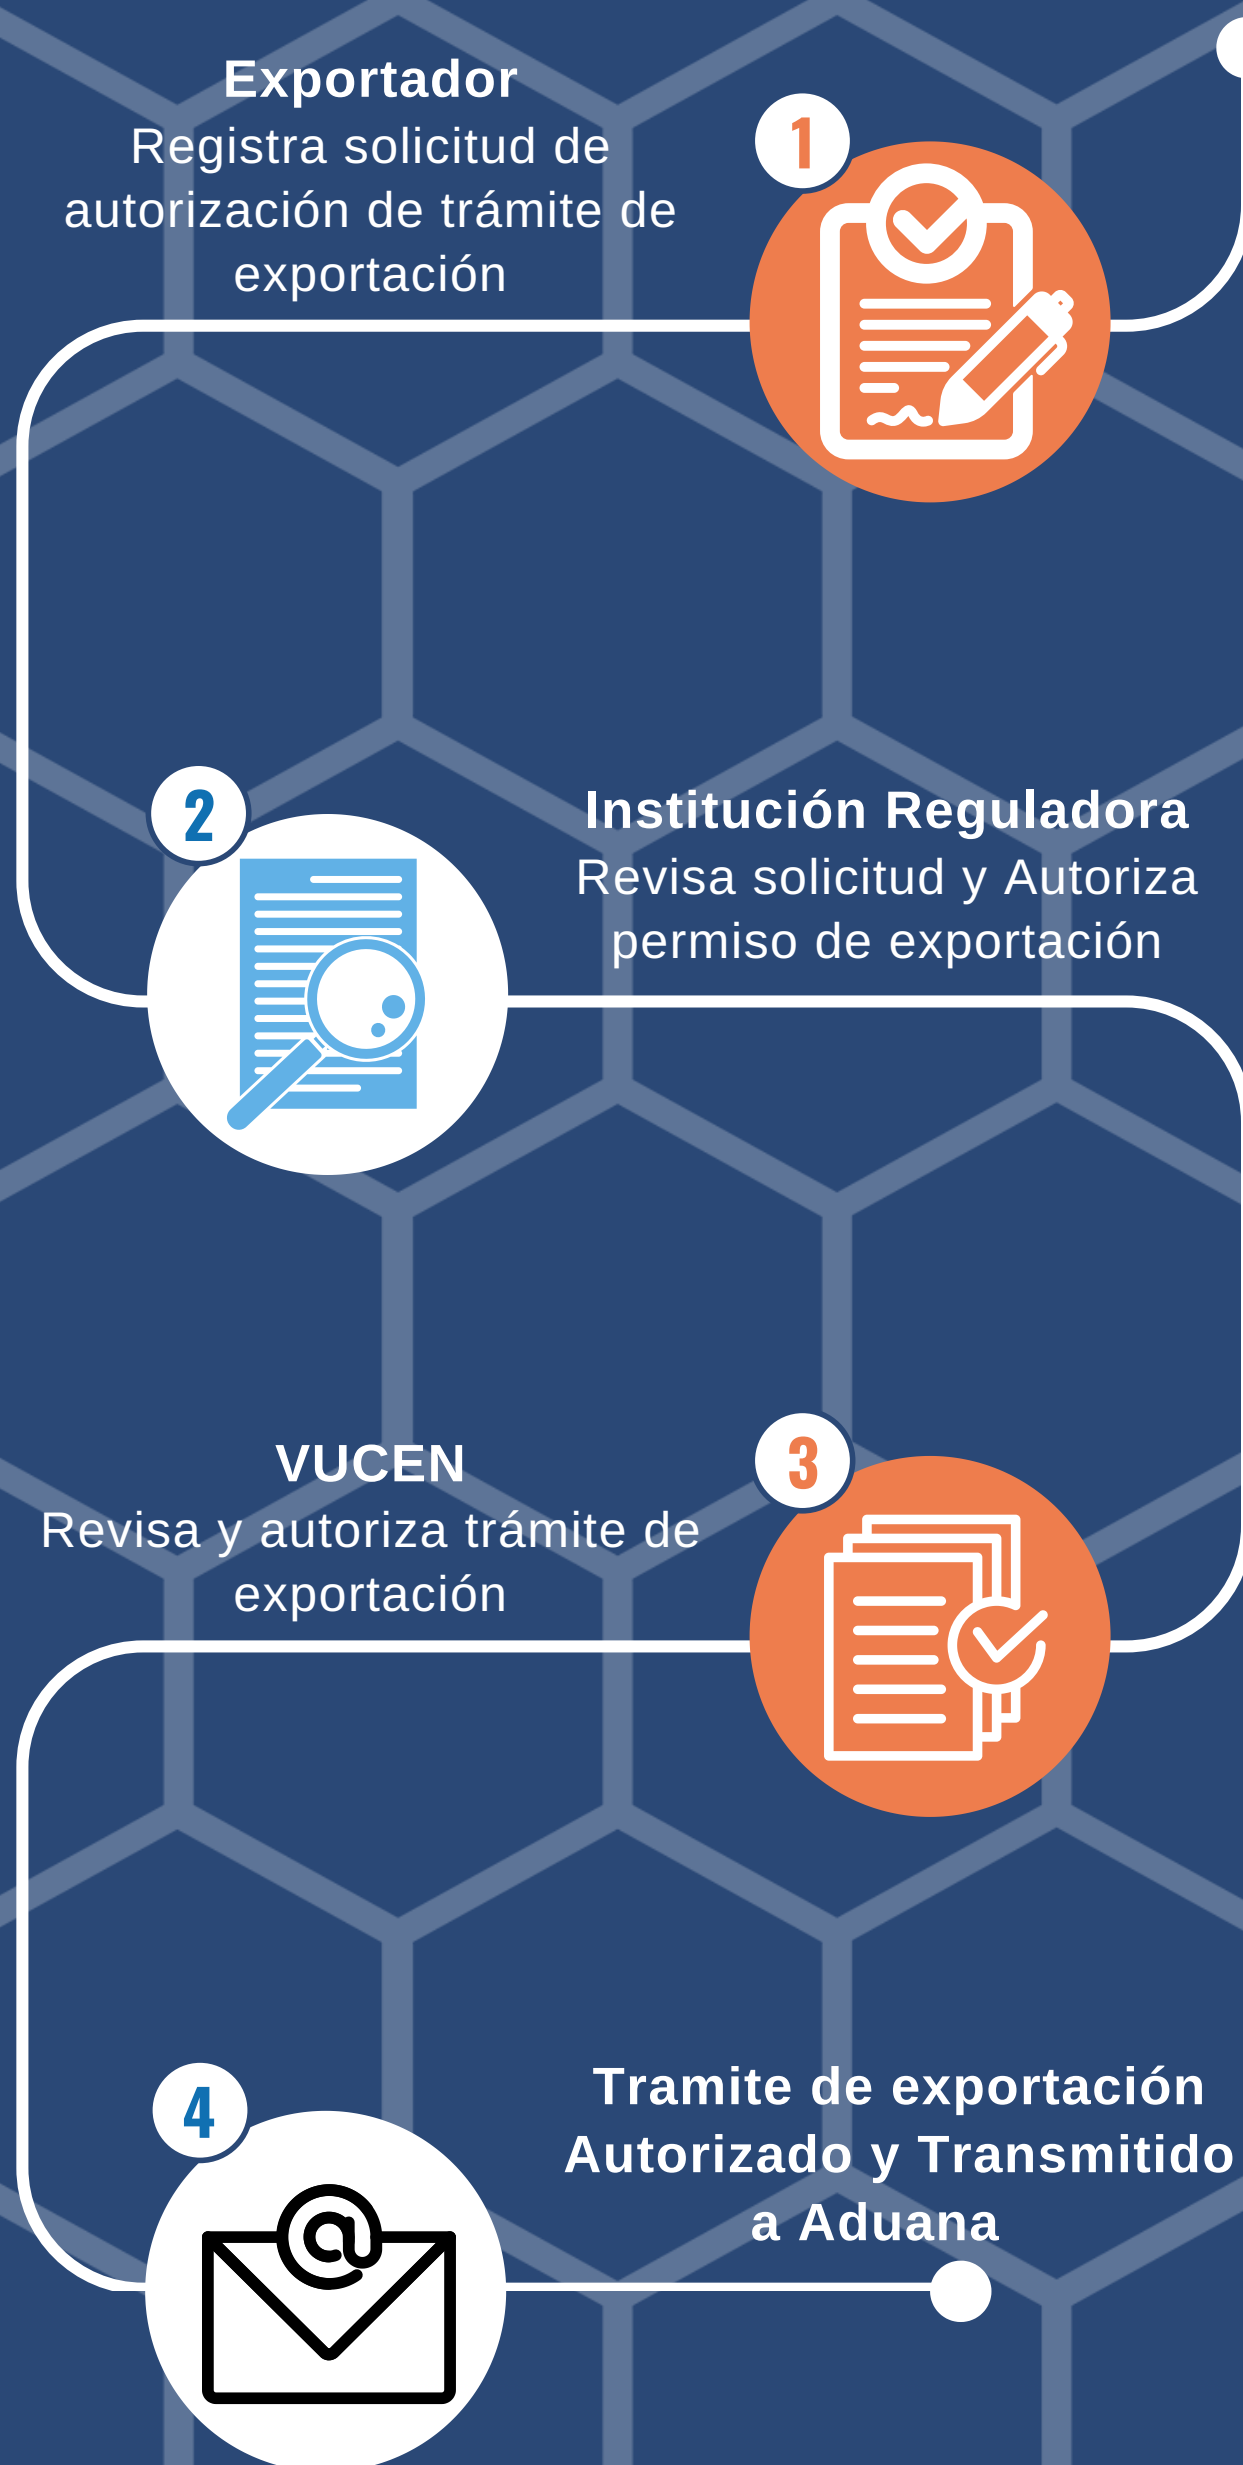 Exportador
Registra solicitud de
autorización de trámite de
exportación
1
2
Institución Reguladora
Revisa solicitud y Autoriza
permiso de exportación
VUCEN
Revisa y autoriza trámite de
exportación
3
4
Tramite de exportación
Autorizado y Transmitido
a Aduana